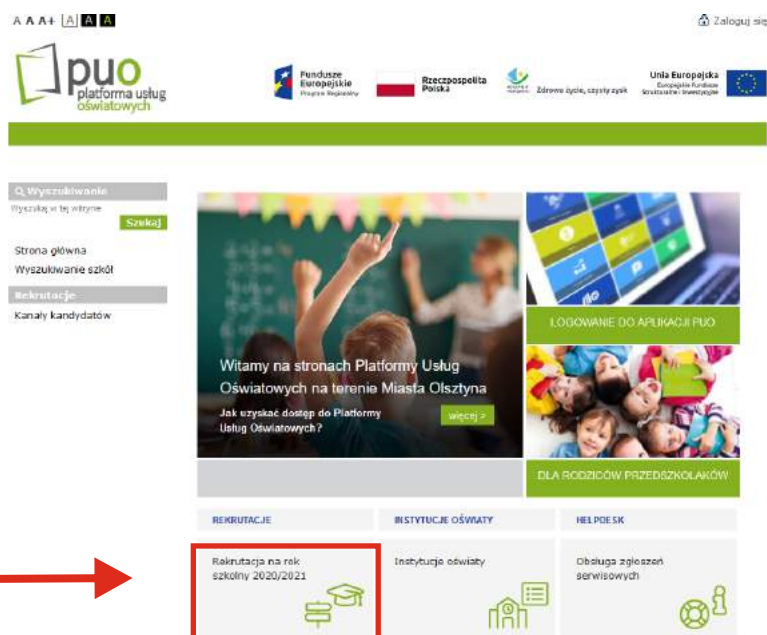 A A A+ A A A
Zaloguj się
puo
platforma usług
oświatowych
Fundusze
Europejskie
Program Regionalny
Rzeczpospolita
Polska
Zdrowe życie, czysty zysk
Unia Europejska
Europejskie Fundusze
Strukturalne i Inwestycyjne
Wyszukiwanie
Wyszukaj w tej witrynie
Szukaj
Strona główna
Wyszukiwanie szkół
Rekrutacje
Kanały kandydatów
Witamy na stronach Platformy Usług
Oświatowych na terenie Miasta Olsztyna
Jak uzyskać dostęp do Platformy
Usług Oświatowych?
więcej >
LOGOWANIE DO APLIKACJI PUO
DLA RODZICÓW PRZEDSZKOLAKÓW
REKRUTACJE
INSTYTUCJE OŚWIATY
HELPDESK
Rekrutacja na rok
szkolny 2020/2021
Instytucje oświaty
Obsługa zgłoszeń
serwisowych